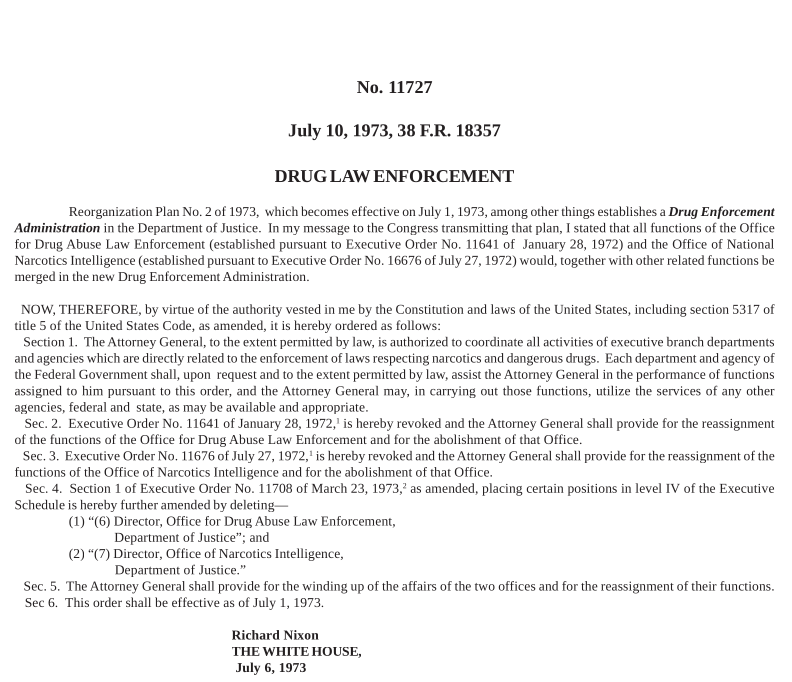 No. 11727
July 10, 1973, 38 F.R. 18357
DRUG LAW ENFORCEMENT
Reorganization Plan No. 2 of 1973, which becomes effective on July 1, 1973, among other things establishes a Drug Enforcement
Administration in the Department of Justice. In my message to the Congress transmitting that plan, I stated that all functions of the Office
for Drug Abuse Law Enforcement (established pursuant to Executive Order No. 11641 of January 28, 1972) and the Office of National
Narcotics Intelligence (established pursuant to Executive Order No. 16676 of July 27, 1972) would, together with other related functions be
merged in the new Drug Enforcement Administration.
NOW, THEREFORE, by virtue of the authority vested in me by the Constitution and laws of the United States, including section 5317 of
title 5 of the United States Code, as amended, it is hereby ordered as follows:
Section 1. The Attorney General, to the extent permitted by law, is authorized to coordinate all activities of executive branch departments
and agencies which are directly related to the enforcement of laws respecting narcotics and dangerous drugs. Each department and agency of
the Federal Government shall, upon request and to the extent permitted by law, assist the Attorney General in the performance of functions
assigned to him pursuant to this order, and the Attorney General may, in carrying out those functions, utilize the services of any other
agencies, federal and state, as may be available and appropriate.
Sec. 2. Executive Order No. 11641 of January 28, 1972,¹ is hereby revoked and the Attorney General shall provide for the reassignment
of the functions of the Office for Drug Abuse Law Enforcement and for the abolishment of that Office.
Sec. 3. Executive Order No. 11676 of July 27, 1972,¹ is hereby revoked and the Attorney General shall provide for the reassignment of the
functions of the Office of Narcotics Intelligence and for the abolishment of that Office.
Sec. 4. Section 1 of Executive Order No. 11708 of March 23, 1973,² as amended, placing certain positions in level IV of the Executive
Schedule is hereby further amended by deleting—
(1) “(6) Director, Office for Drug Abuse Law Enforcement,
Department of Justice”; and
(2) “(7) Director, Office of Narcotics Intelligence,
Department of Justice.”
Sec. 5. The Attorney General shall provide for the winding up of the affairs of the two offices and for the reassignment of their functions.
Sec 6. This order shall be effective as of July 1, 1973.
Richard Nixon
THE WHITE HOUSE,
July 6, 1973